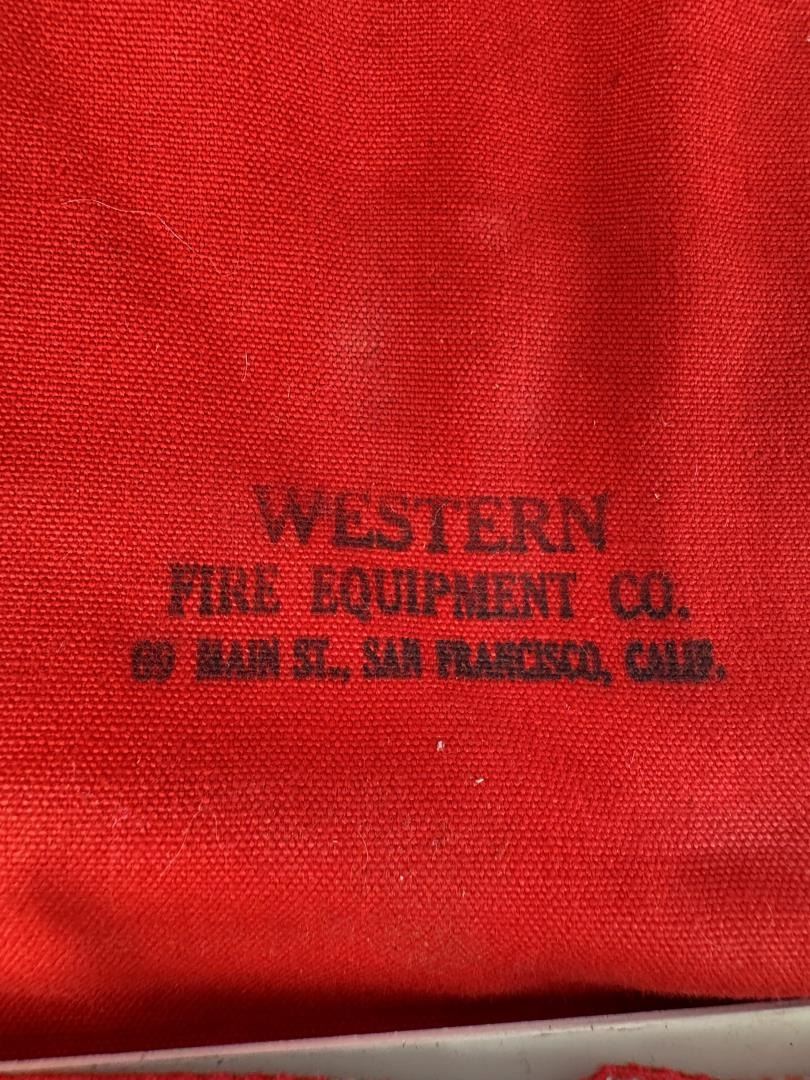 WESTERN
FIRE EQUIPMENT CO.
69 MAIN ST., SAN FRANCISCO, CALIF.